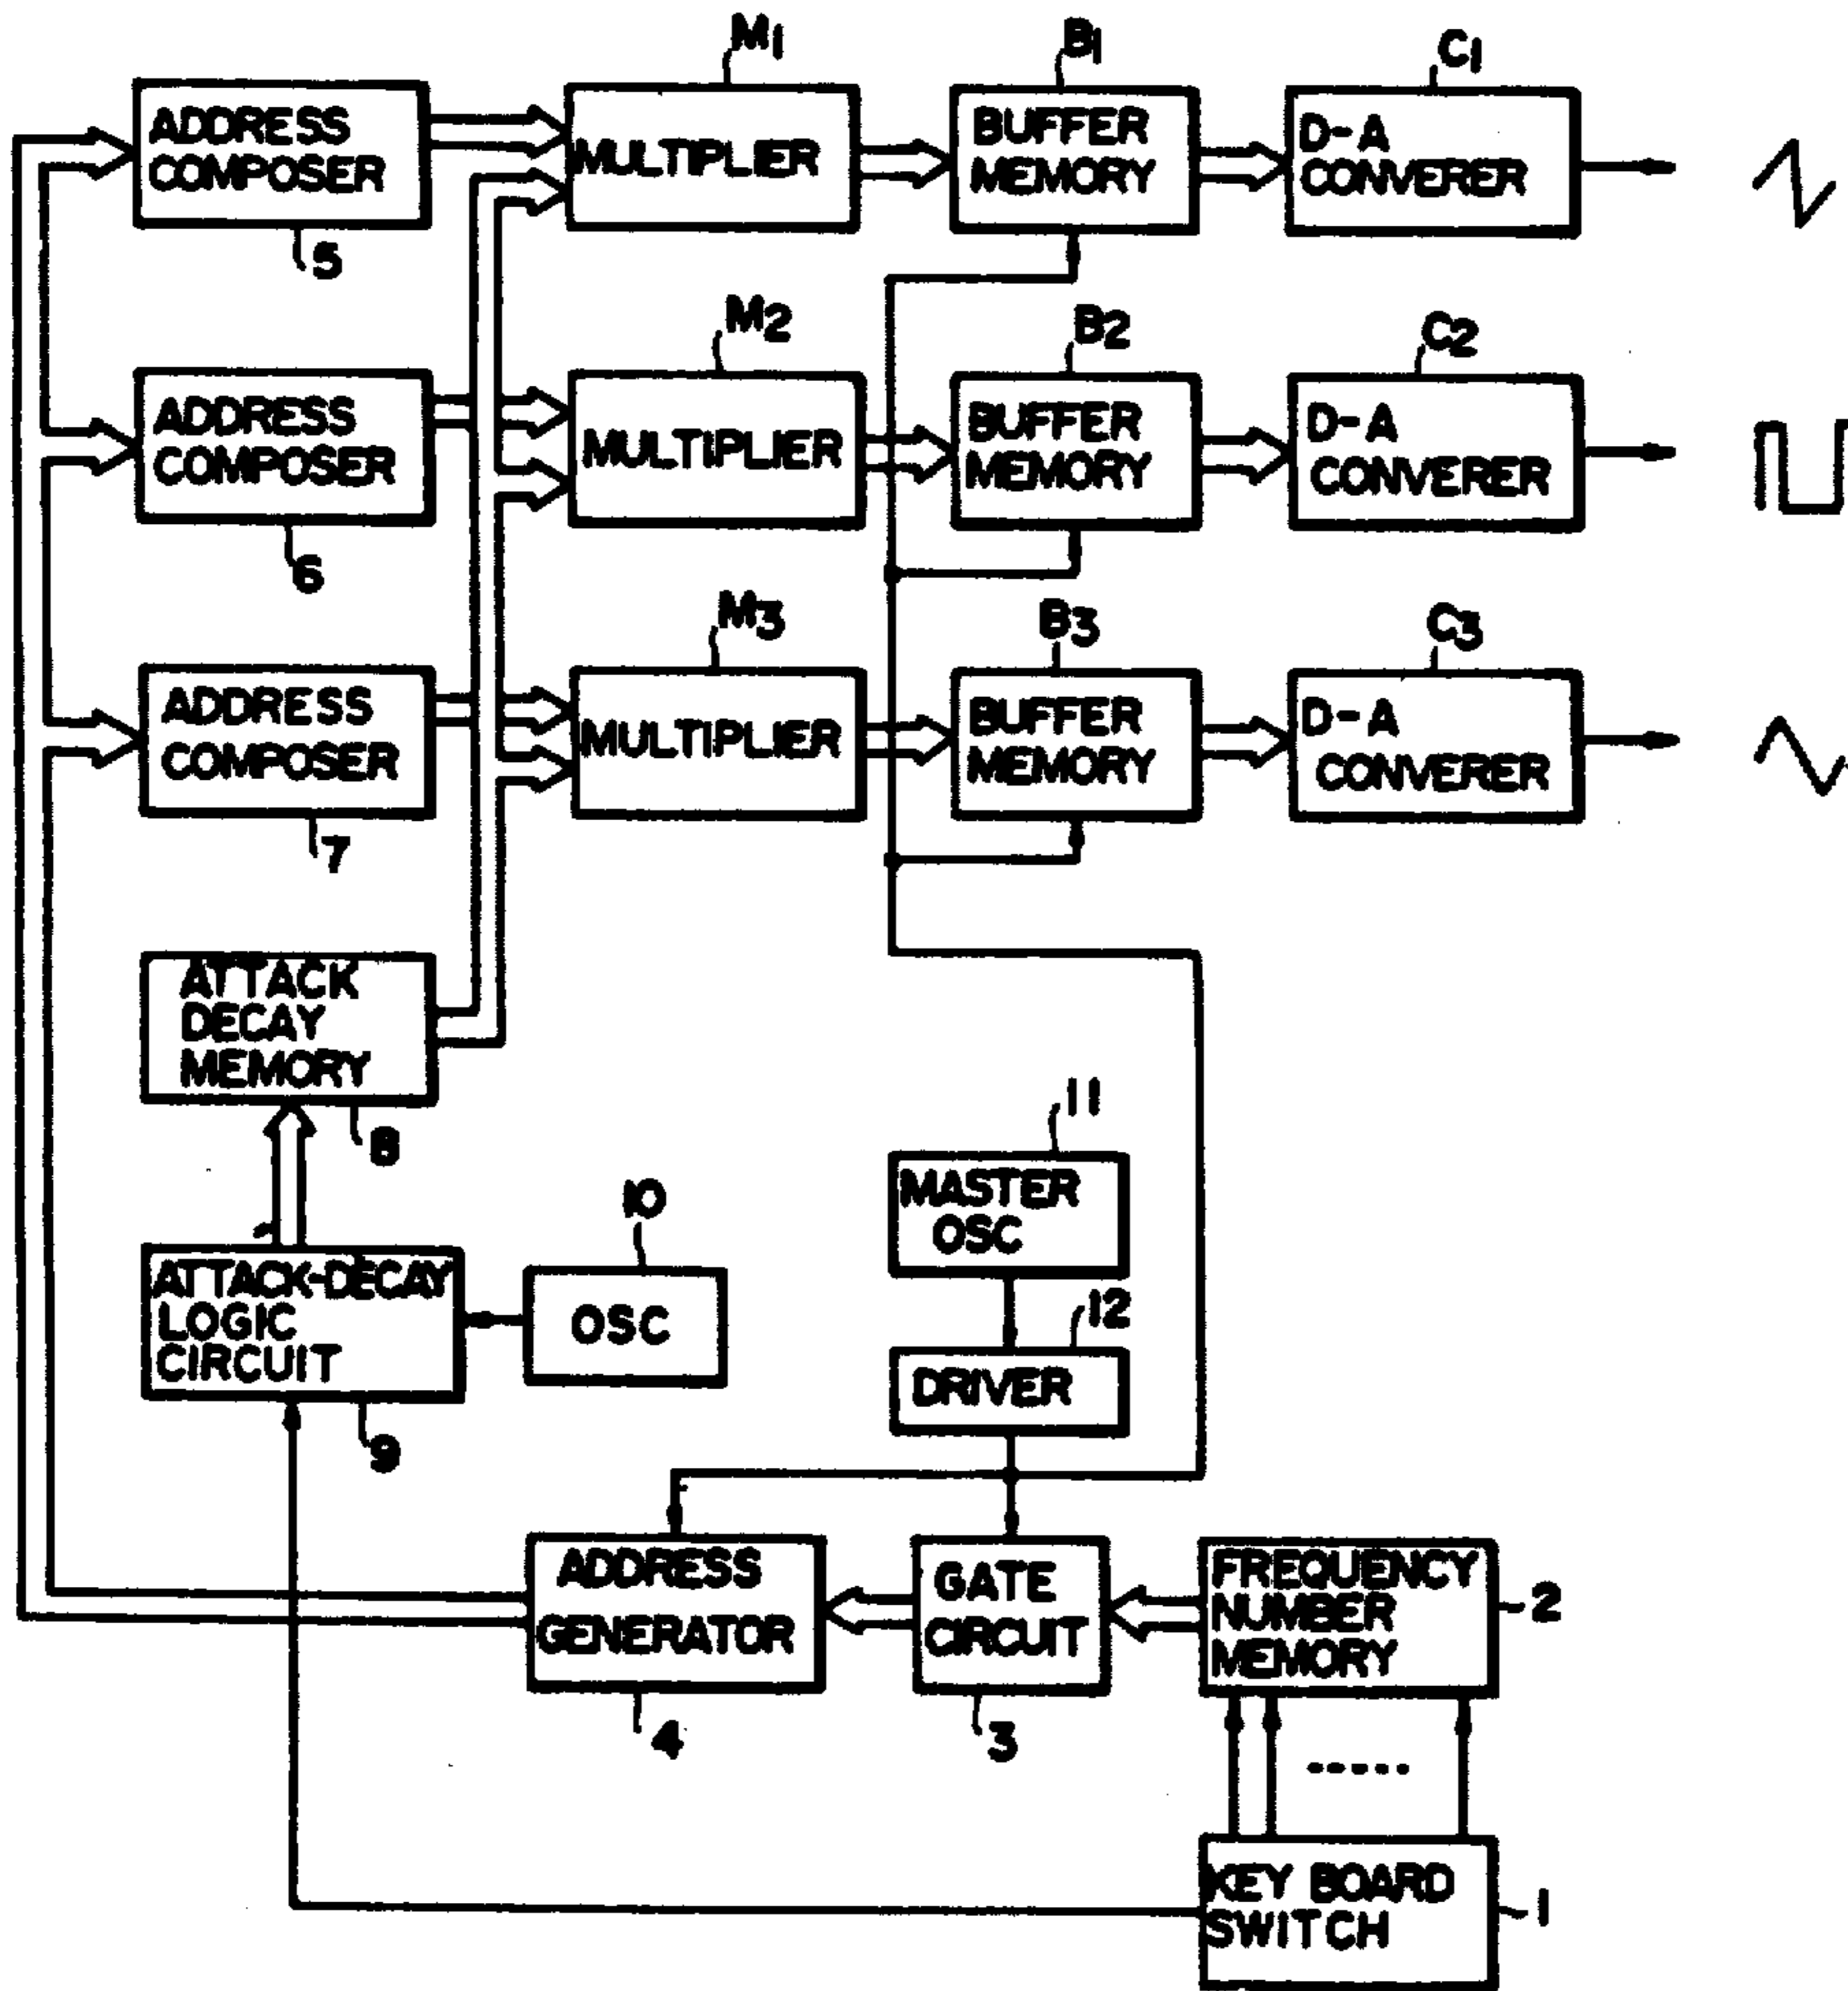 M1
B1
C1
ADDRESS
COMPOSER
MULTIPLIER
BUFFER
MEMORY
D-A
CONVERER
5
M2
B2
C2
ADDRESS
COMPOSER
MULTIPLIER
BUFFER
MEMORY
D-A
CONVERER
6
M3
B3
C3
ADDRESS
COMPOSER
MULTIPLIER
BUFFER
MEMORY
D-A
CONVERER
7
ATTACK
DECAY
MEMORY
8
11
MASTER
OSC
10
ATTACK-DECAY
LOGIC
CIRCUIT
OSC
12
DRIVER
9
ADDRESS
GENERATOR
GATE
CIRCUIT
FREQUENCY
NUMBER
MEMORY
2
4
3
KEY BOARD
SWITCH
1